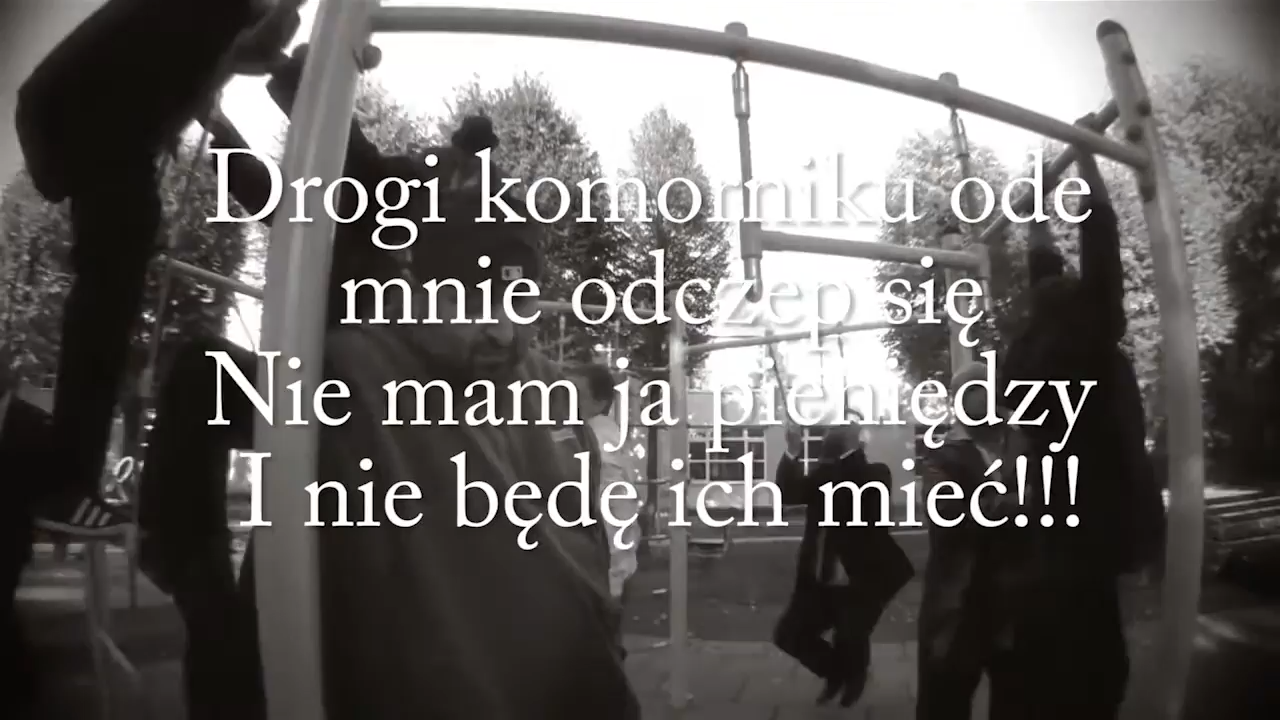 Drogi komorniku ode
mnie odczep się
Nie mam ja pieniędzy
I nie będę ich mieć!!!